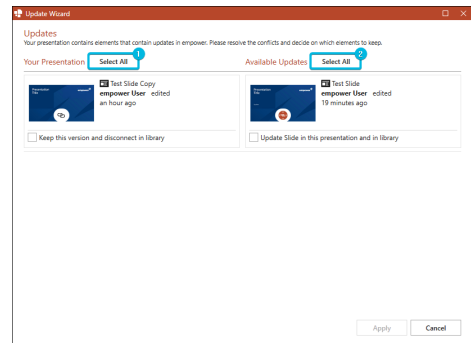 Update Wizard
Updates
Your presentation contains elements that contain updates in empower. Please resolve the conflicts and decide on which elements to keep.
1
2
Your Presentation Select All Available Updates Select All
Test Slide Copy
empower User edited
an hour ago
Keep this version and disconnect in library
Test Slide
empower User edited
19 minutes ago
Update Slide in this presentation and in library
Apply Cancel